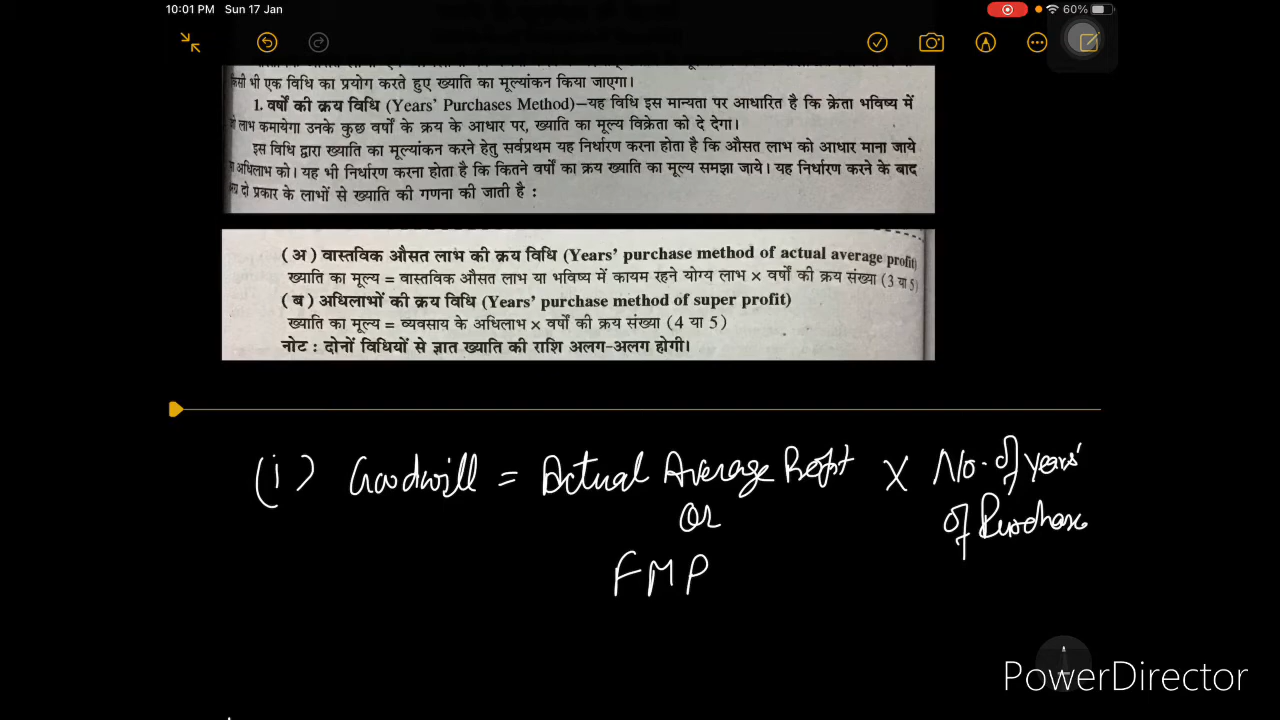 10:01 PM Sun 17 Jan
60%
किसी भी एक विधि का प्रयोग करते हुए ख्याति का मूल्यांकन किया जाएगा।
1. वर्षों की क्रय विधि (Years' Purchases Method)–यह विधि इस मान्यता पर आधारित है कि क्रेता भविष्य में
लाभ कमायेगा उनके कुछ वर्षों के क्रय के आधार पर, ख्याति का मूल्य विक्रेता को दे देगा।
इस विधि द्वारा ख्याति का मूल्यांकन करने हेतु सर्वप्रथम यह निर्धारण करना होता है कि औसत लाभ को आधार माना जाये
अधिलाभ को। यह भी निर्धारण करना होता है कि कितने वर्षों का क्रय ख्याति का मूल्य समझा जाये। यह निर्धारण करने के बाद
दो प्रकार के लाभों से ख्याति की गणना की जाती है :
(अ) वास्तविक औसत लाभ की क्रय विधि (Years' purchase method of actual average profit)
ख्याति का मूल्य = वास्तविक औसत लाभ या भविष्य में कायम रहने योग्य लाभ × वर्षों की क्रय संख्या (3 या 5)
(ब) अधिलाभों की क्रय विधि (Years' purchase method of super profit)
ख्याति का मूल्य = व्यवसाय के अधिलाभ × वर्षों की क्रय संख्या (4 या 5)
नोट : दोनों विधियों से ज्ञात ख्याति की राशि अलग-अलग होगी।
(i) Goodwill = Actual Average Profit × No. of years'
of Purchase
Or
FMP
PowerDirector